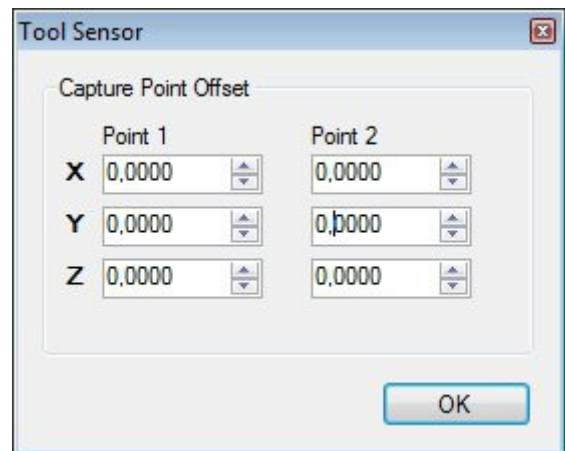 Tool Sensor
Capture Point Offset
Point 1 Point 2
X 0,0000 0,0000
Y 0,0000 0,0000
Z 0,0000 0,0000
OK